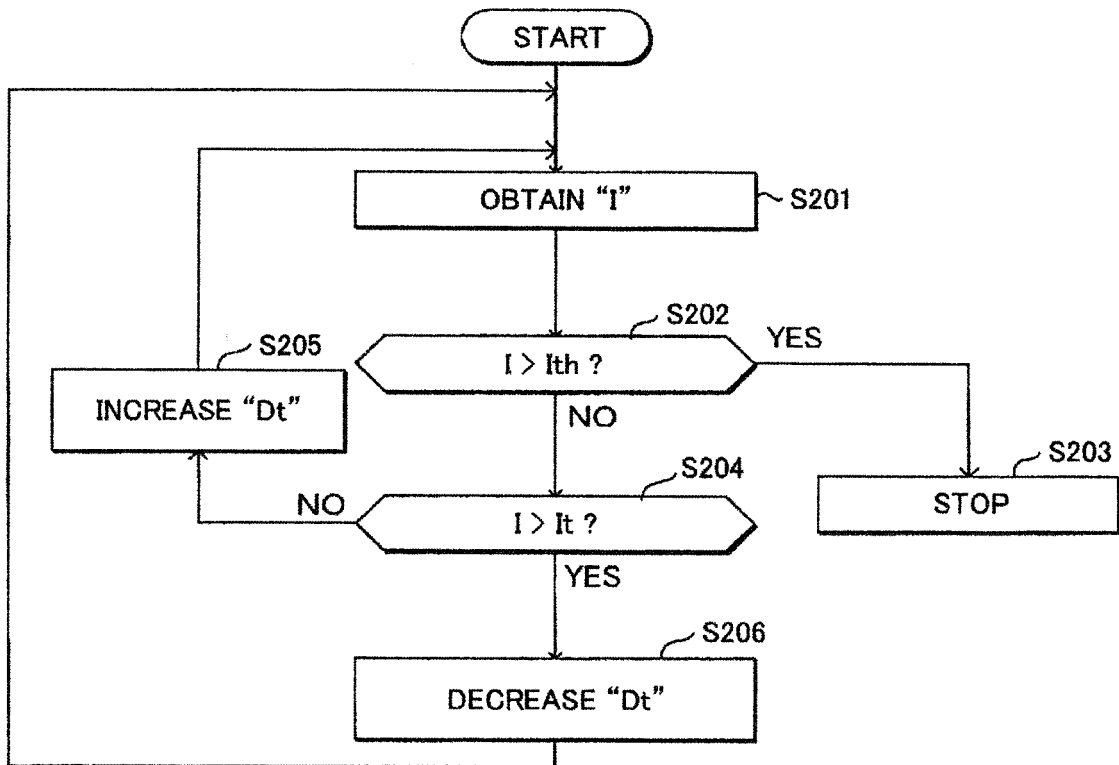 START
OBTAIN “I”
S201
S202
I > Ith ?
YES
NO
S203
STOP
S204
I > It ?
NO
YES
S205
INCREASE “Dt”
S206
DECREASE “Dt”